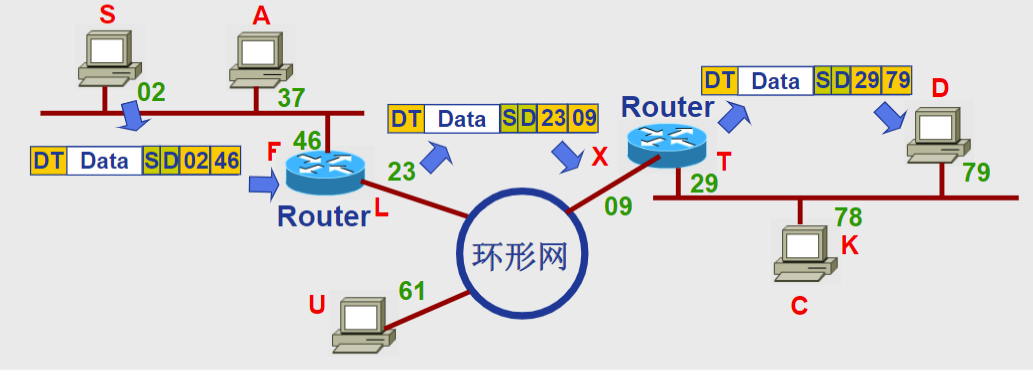 S
A
02
37
DT Data S D 02 46
F
46
Router
L
23
DT Data S D 23 09
X
09
环形网
U
61
Router
T
29
DT Data S D 29 79
D
79
78
K
C